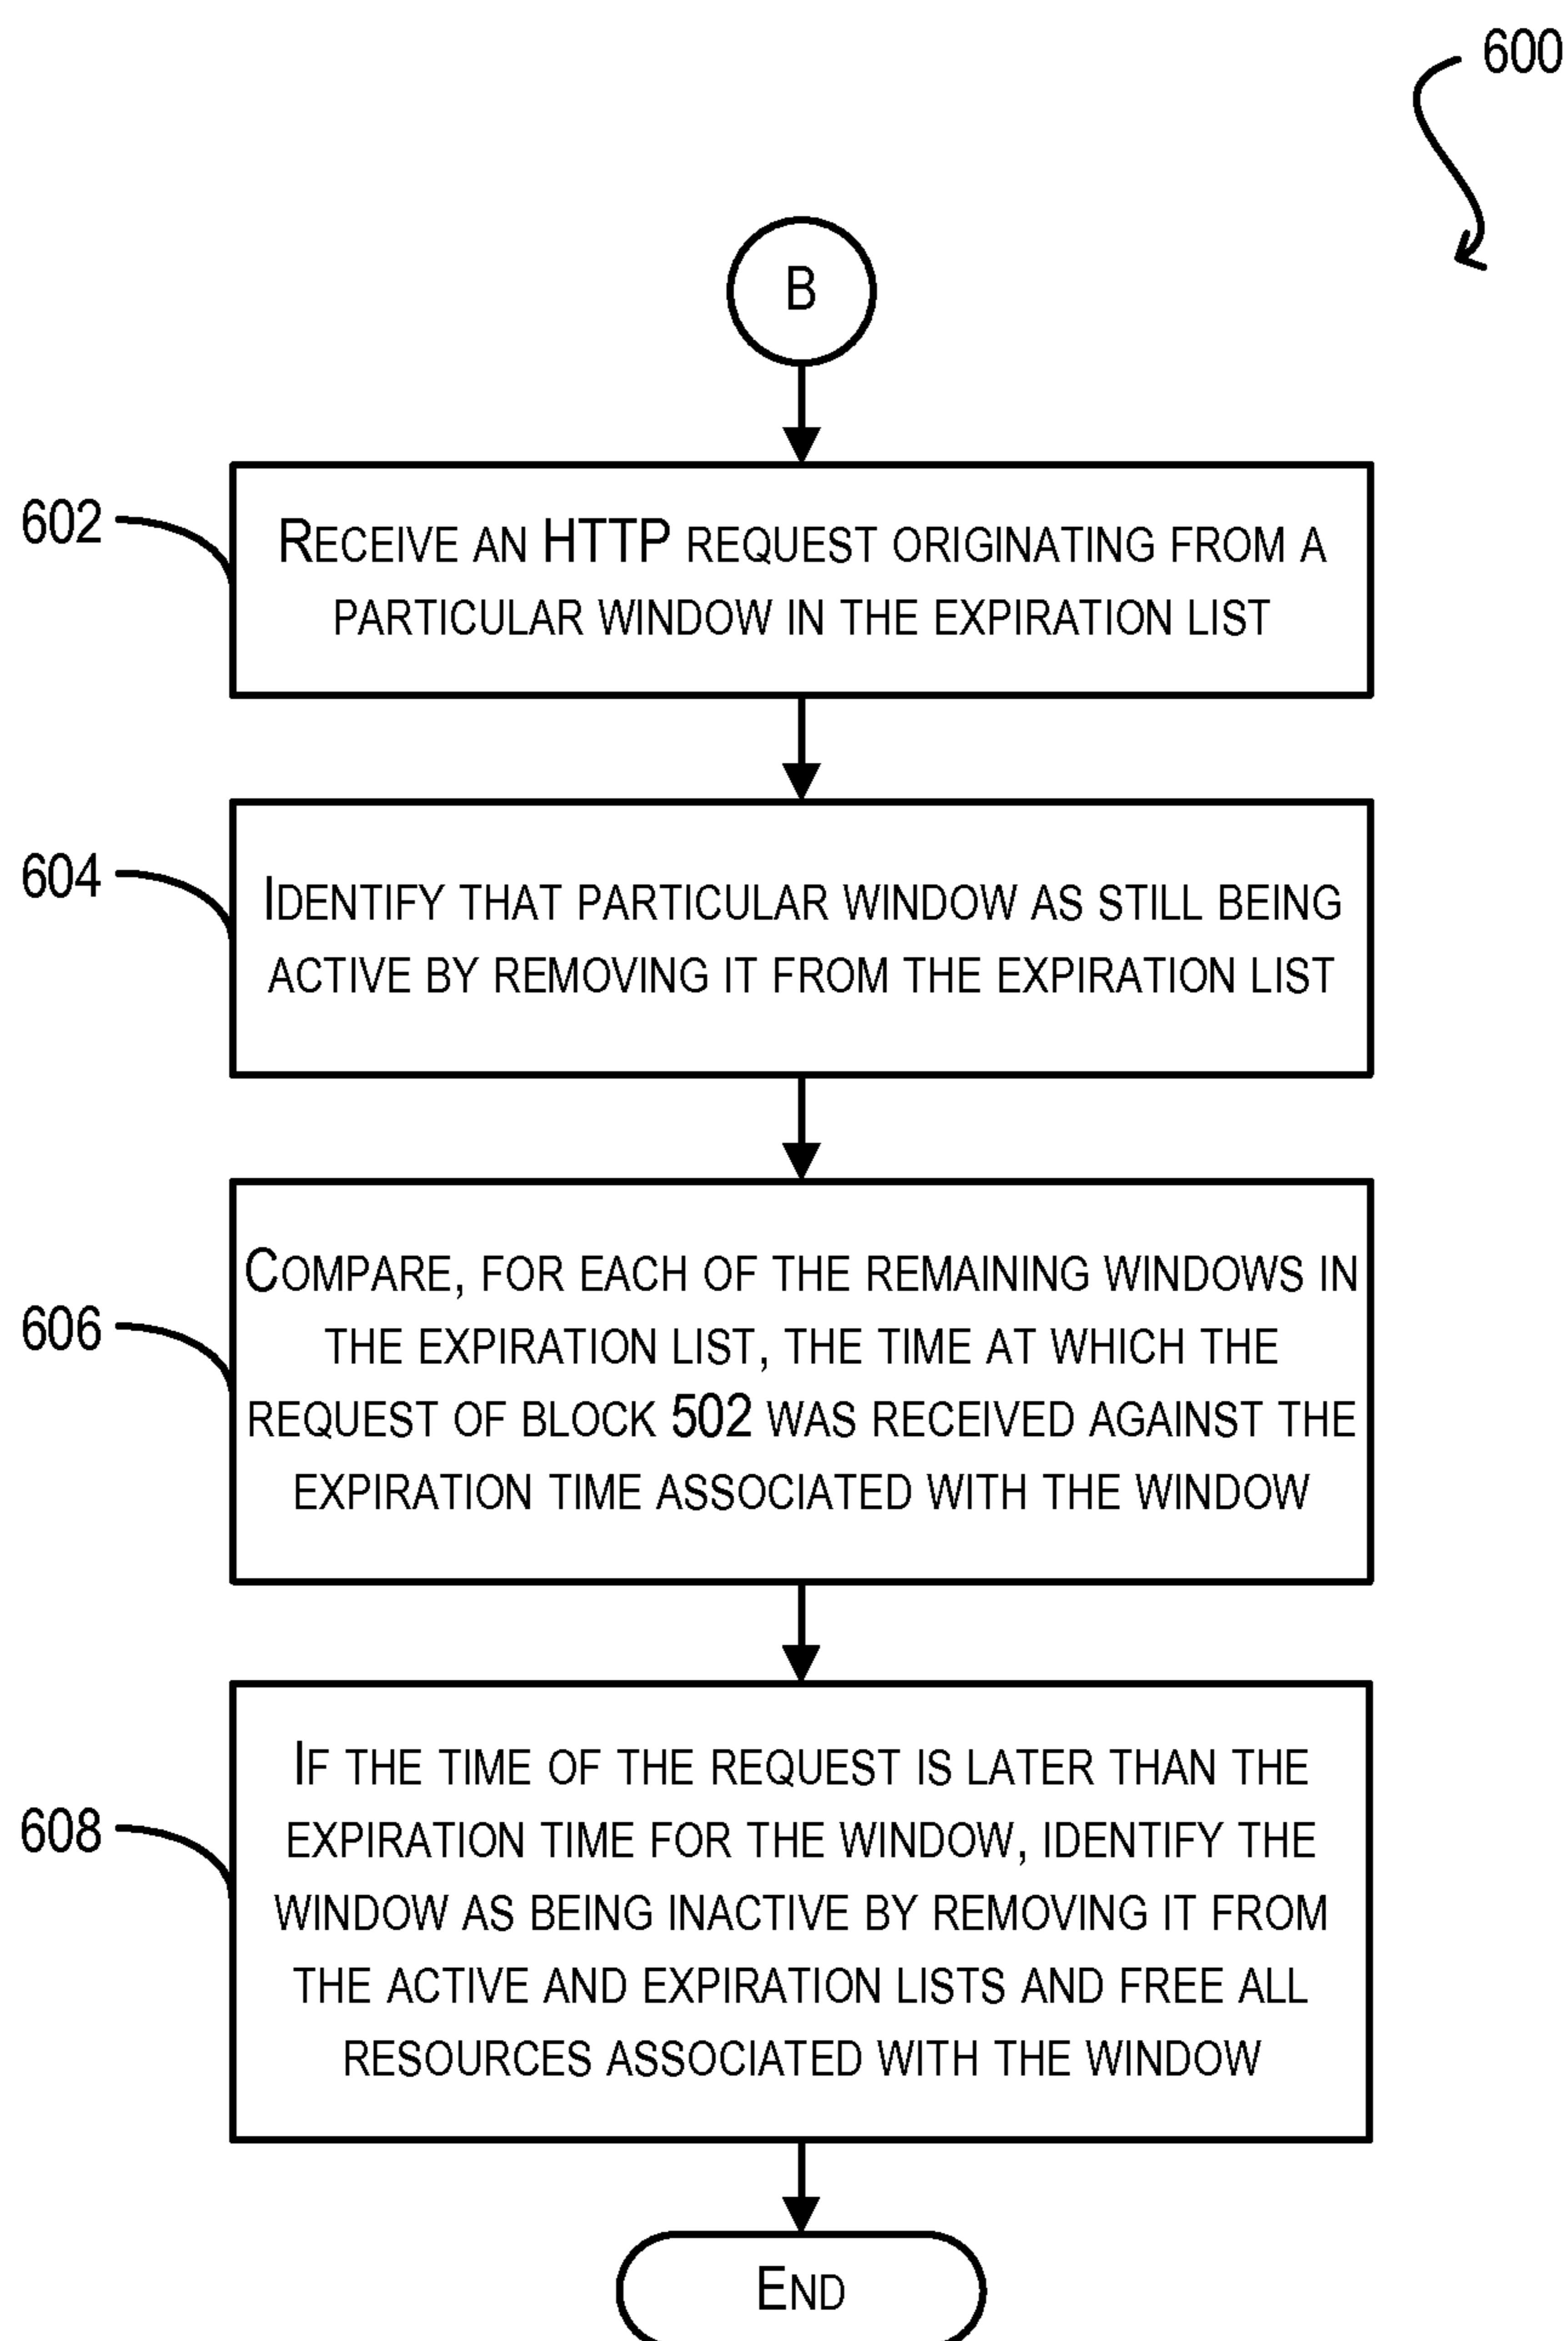 600
B
602
RECEIVE AN HTTP REQUEST ORIGINATING FROM A
PARTICULAR WINDOW IN THE EXPIRATION LIST
604
IDENTIFY THAT PARTICULAR WINDOW AS STILL BEING
ACTIVE BY REMOVING IT FROM THE EXPIRATION LIST
606
COMPARE, FOR EACH OF THE REMAINING WINDOWS IN
THE EXPIRATION LIST, THE TIME AT WHICH THE
REQUEST OF BLOCK 502 WAS RECEIVED AGAINST THE
EXPIRATION TIME ASSOCIATED WITH THE WINDOW
608
IF THE TIME OF THE REQUEST IS LATER THAN THE
EXPIRATION TIME FOR THE WINDOW, IDENTIFY THE
WINDOW AS BEING INACTIVE BY REMOVING IT FROM
THE ACTIVE AND EXPIRATION LISTS AND FREE ALL
RESOURCES ASSOCIATED WITH THE WINDOW
END